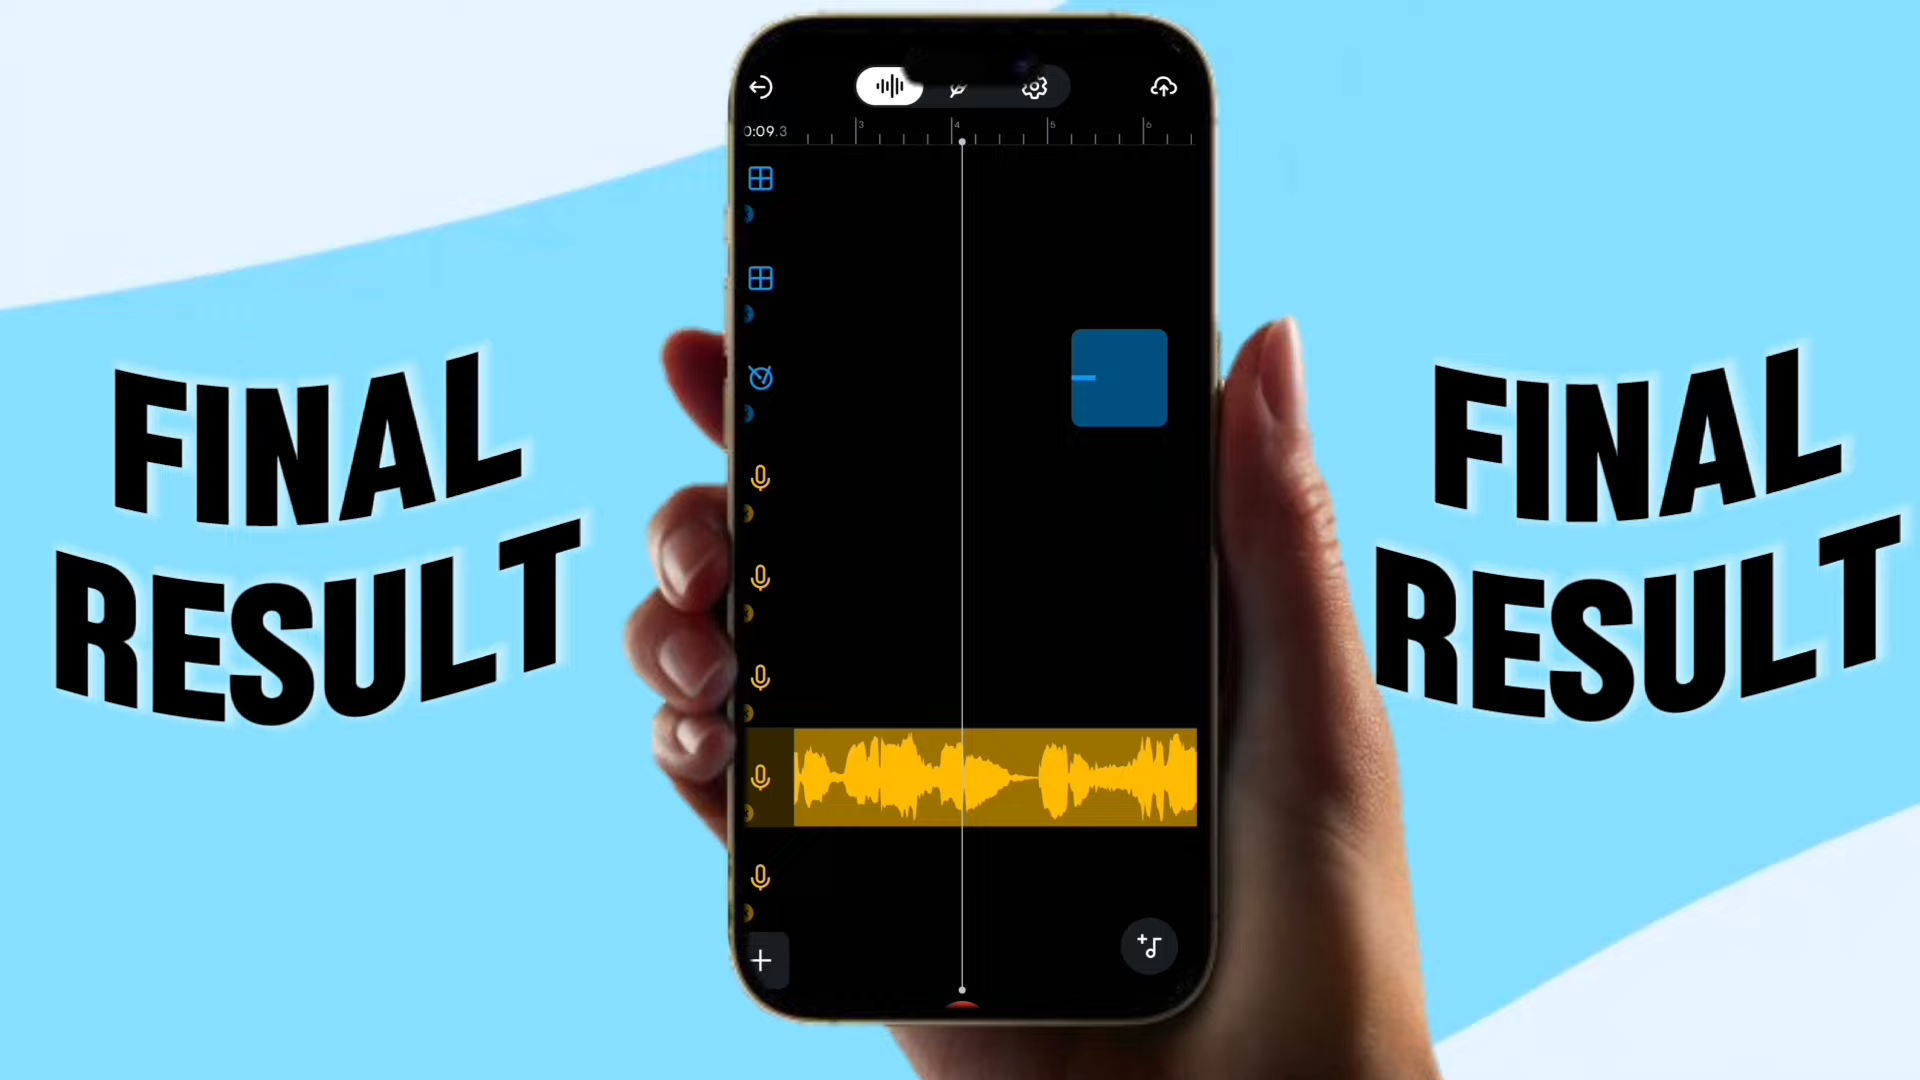 0:09.3
3 4 5 6
FINAL
RESULT
FINAL
RESULT